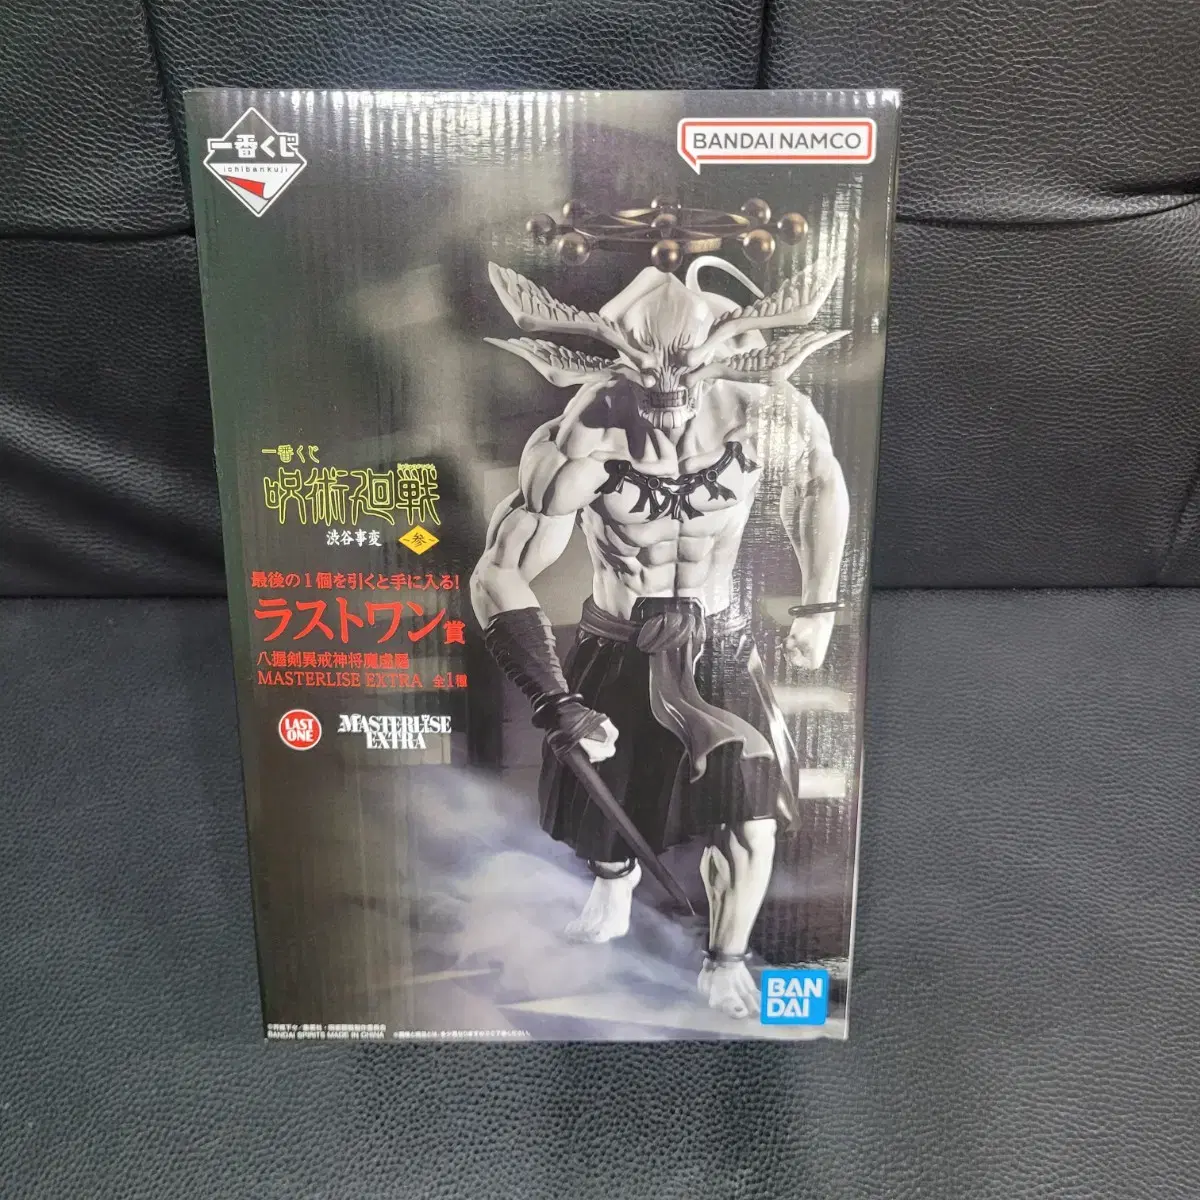 一番くじ
ichibanKuji
BANDAI NAMCO
一番くじ
呪術廻戦
渋谷事変
~参~
最後の1個を引くと手に入る!
ラストワン賞
八握剣異戒神将魔虚羅
MASTERLISE EXTRA 全1種
LAST
ONE
MASTERLISE
EXTRA
BAN
DAI
BANDAI SPIRITS MADE IN CHINA